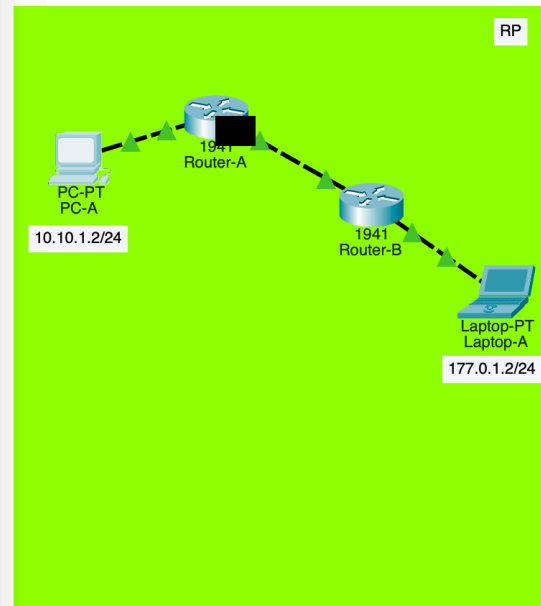 RP
1941
Router-A
PC-PT
PC-A
10.10.1.2/24
1941
Router-B
Laptop-PT
Laptop-A
177.0.1.2/24